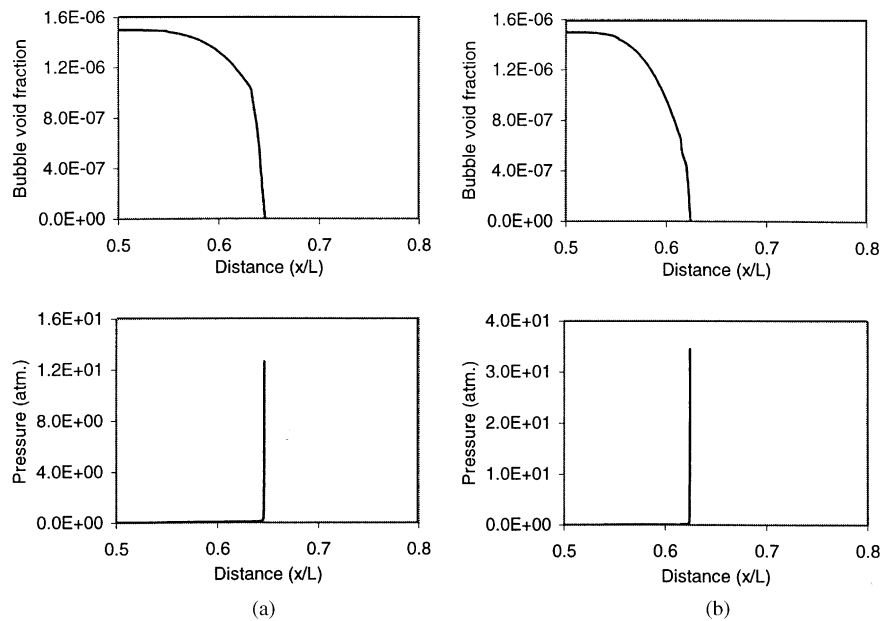 Bubble void fraction
1.6E-06
1.2E-06
8.0E-07
4.0E-07
0.0E+00
0.5 0.6 0.7 0.8
Distance (x/L)
Bubble void fraction
1.6E-06
1.2E-06
8.0E-07
4.0E-07
0.0E+00
0.5 0.6 0.7 0.8
Distance (x/L)
Pressure (atm.)
1.6E+01
1.2E+01
8.0E+00
4.0E+00
0.0E+00
0.5 0.6 0.7 0.8
Distance (x/L)
(a)
Pressure (atm.)
4.0E+01
3.0E+01
2.0E+01
1.0E+01
0.0E+00
0.5 0.6 0.7 0.8
Distance (x/L)
(b)